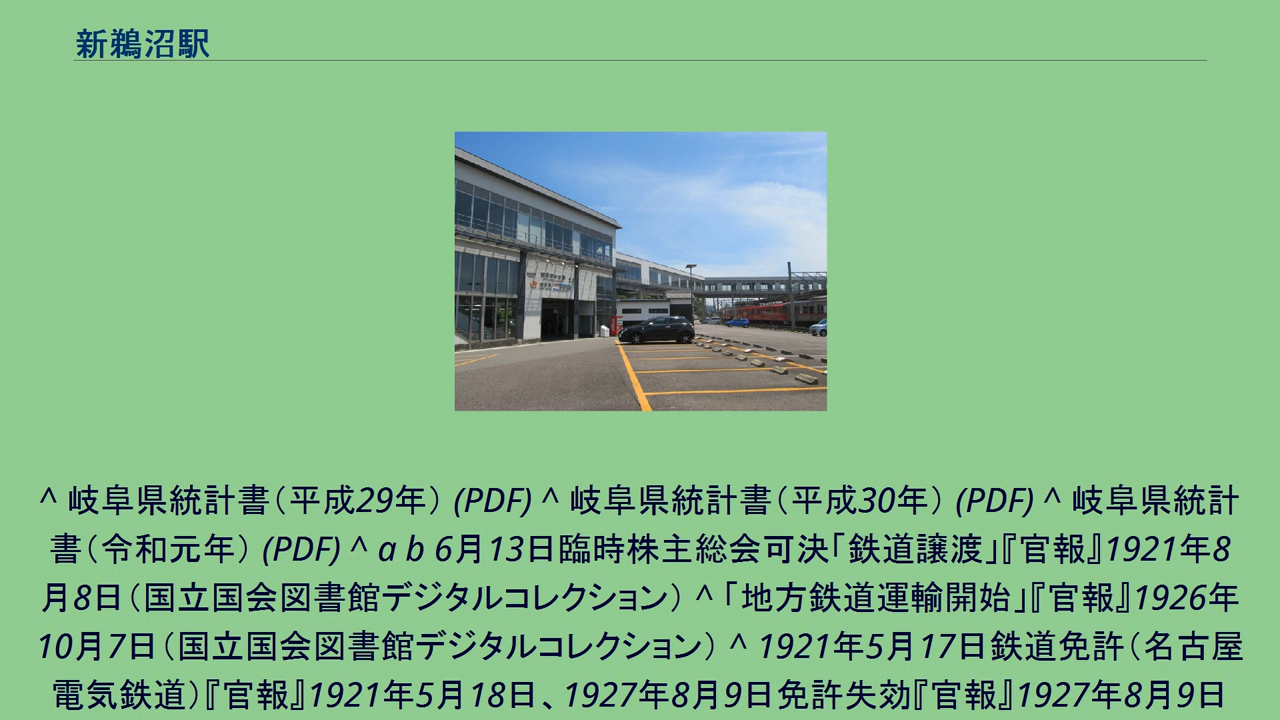 新鵜沼駅
^ 岐阜県統計書（平成29年） (PDF) ^ 岐阜県統計書（平成30年） (PDF) ^ 岐阜県統計
書（令和元年） (PDF) ^ a b 6月13日臨時株主総会可決「鉄道譲渡」『官報』1921年8
月8日（国立国会図書館デジタルコレクション） ^ 「地方鉄道運輸開始」『官報』1926年
10月7日（国立国会図書館デジタルコレクション） ^ 1921年5月17日鉄道免許（名古屋
電気鉄道）『官報』1921年5月18日、1927年8月9日免許失効『官報』1927年8月9日